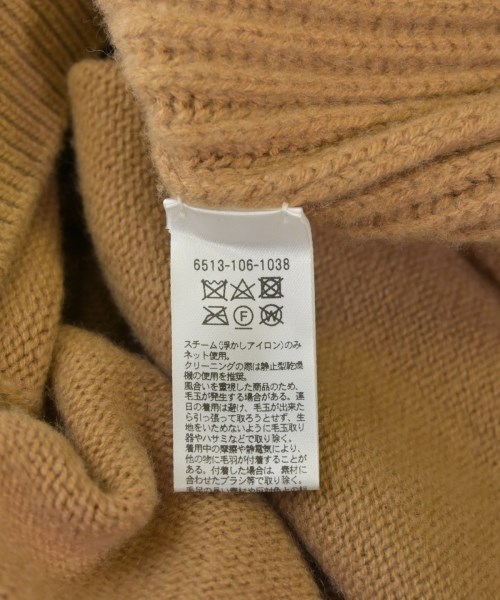 6513-106-1038
F W
スチーム(浮かしアイロン)のみ
ネット使用。
クリーニングの際は静止型乾燥
機の使用を推奨。
風合いを重視した商品のため、
毛玉が発生する場合がある。連
日の着用は避け、毛玉が出来た
ら引っ張って取ろうとせず、生
地をいためないように毛玉取り
器やハサミなどで取り除く。
着用中の摩擦や静電気により、
他の物に毛羽が付着することが
ある。付着した場合は、素材に
合わせたブラシ等で取り除く。